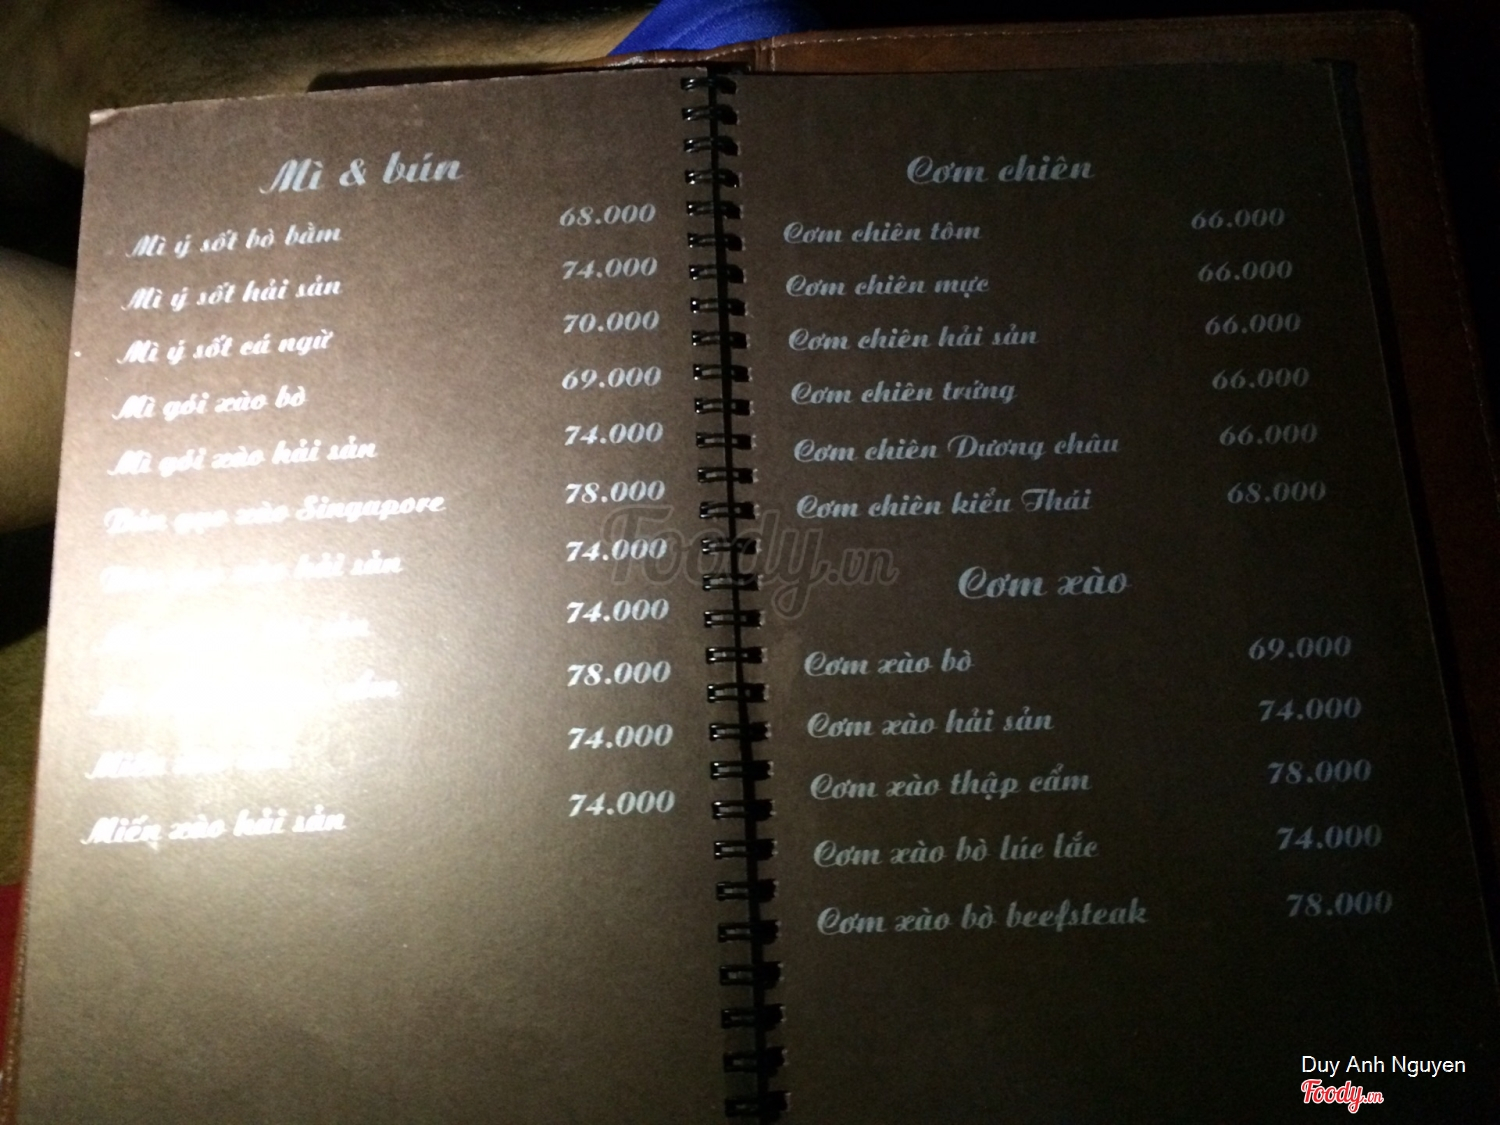 Mì & bún
Mì ý sốt bò bằm 68.000
Mì ý sốt hải sản 74.000
Mì ý sốt cá ngừ 70.000
Mì gói xào bò 69.000
Mì gói xào hải sản 74.000
Bún gạo xào Singapore 78.000
hải sản 74.000
74.000
78.000
74.000
Miến xào hải sản 74.000
Cơm chiên
Cơm chiên tôm 66.000
Cơm chiên mực 66.000
Cơm chiên hải sản 66.000
Cơm chiên trứng 66.000
Cơm chiên Dương châu 66.000
Cơm chiên kiểu Thái 68.000
Cơm xào
Cơm xào bò 69.000
Cơm xào hải sản 74.000
Cơm xào thập cẩm 78.000
Cơm xào bò lúc lắc 74.000
Cơm xào bò beefsteak 78.000
Foody.vn
Duy Anh Nguyen
Foody.vn